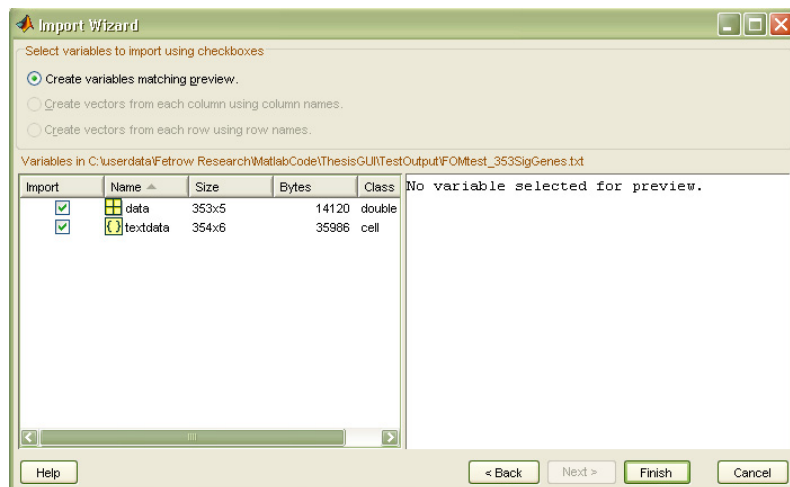 Import Wizard
Select variables to import using checkboxes
Create variables matching preview.
Create vectors from each column using column names.
Create vectors from each row using row names.
Variables in C:\userdata\Fetrow Research\MatlabCode\ThesisGUI\TestOutput\FOMtest_353SigGenes.txt
Import Name Size Bytes Class
data 353x5 14120 double
textdata 354x6 35986 cell
No variable selected for preview.
Help < Back Next > Finish Cancel